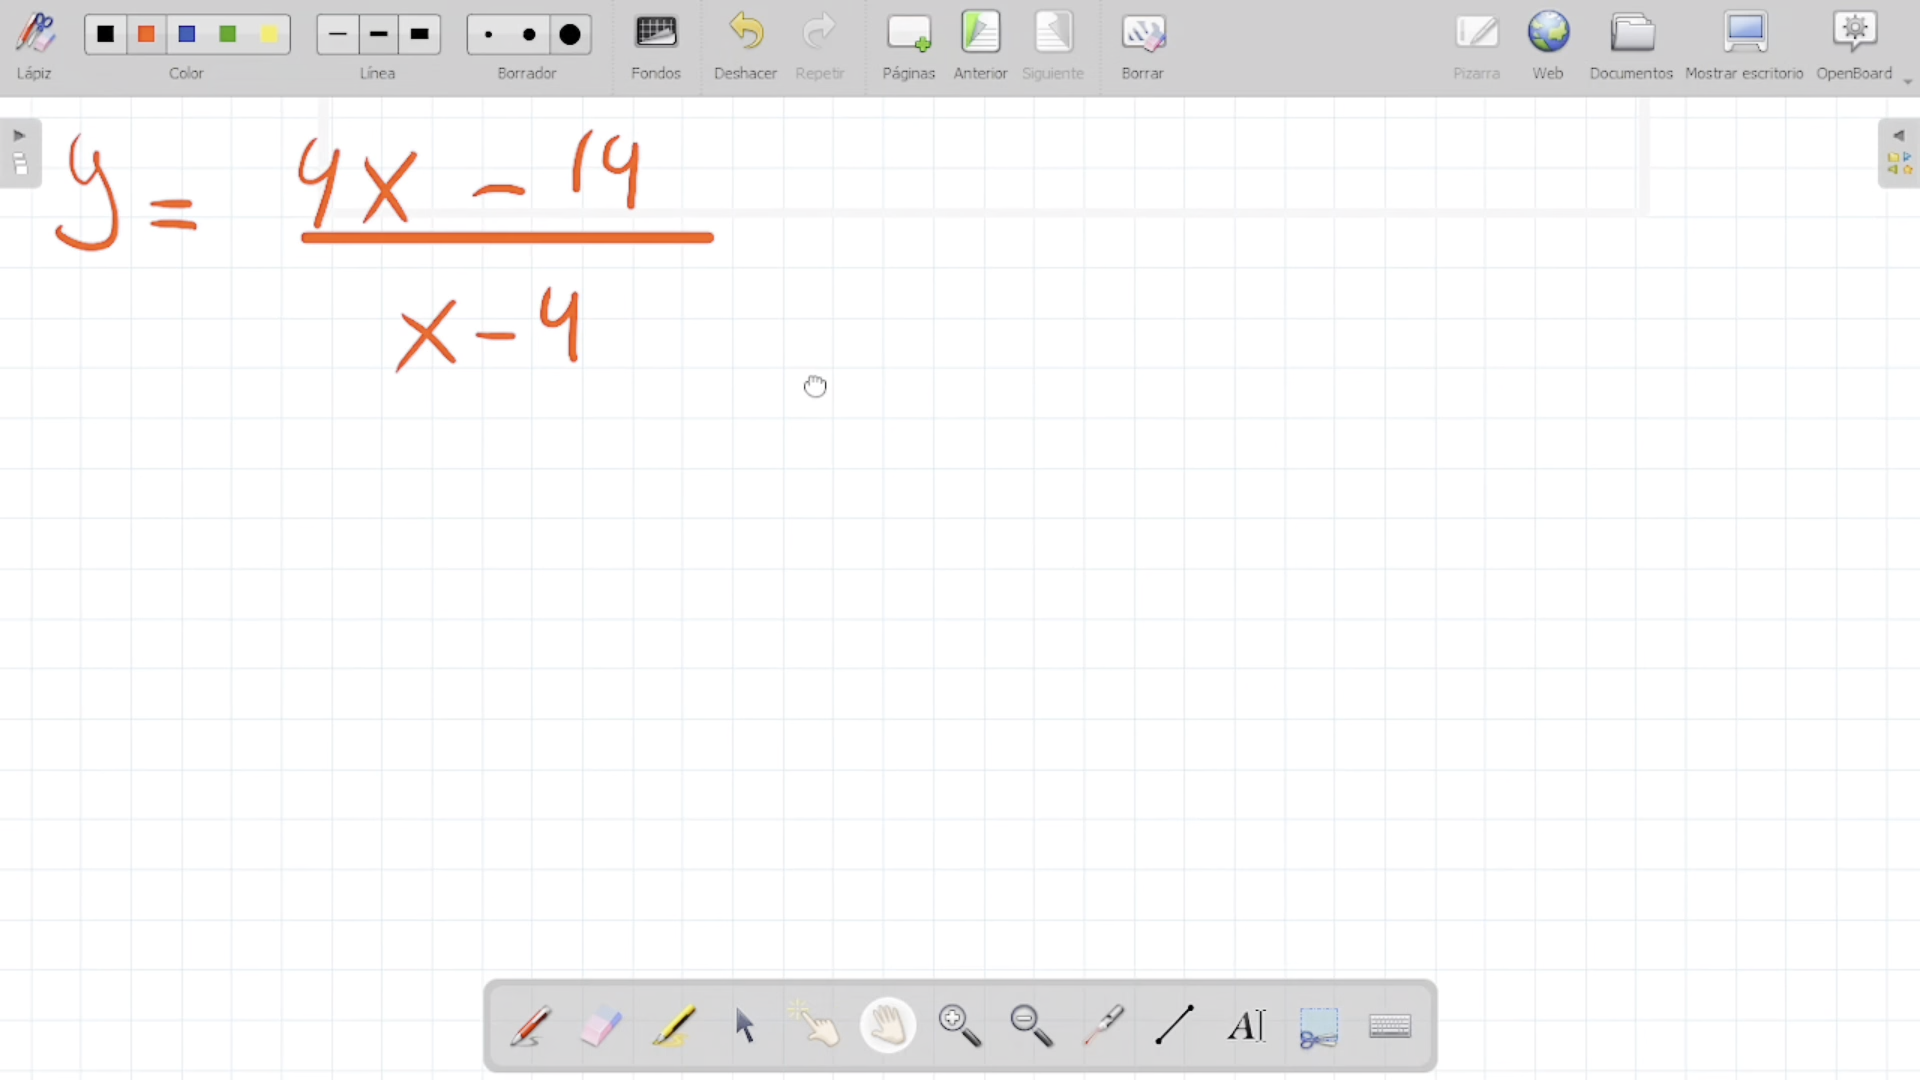 Lápiz Color Línea Borrador Fondos Deshacer Repetir Páginas Anterior Siguiente Borrar Pizarra Web Documentos Mostrar escritorio OpenBoard
y = 4x - 14
x - 4
A